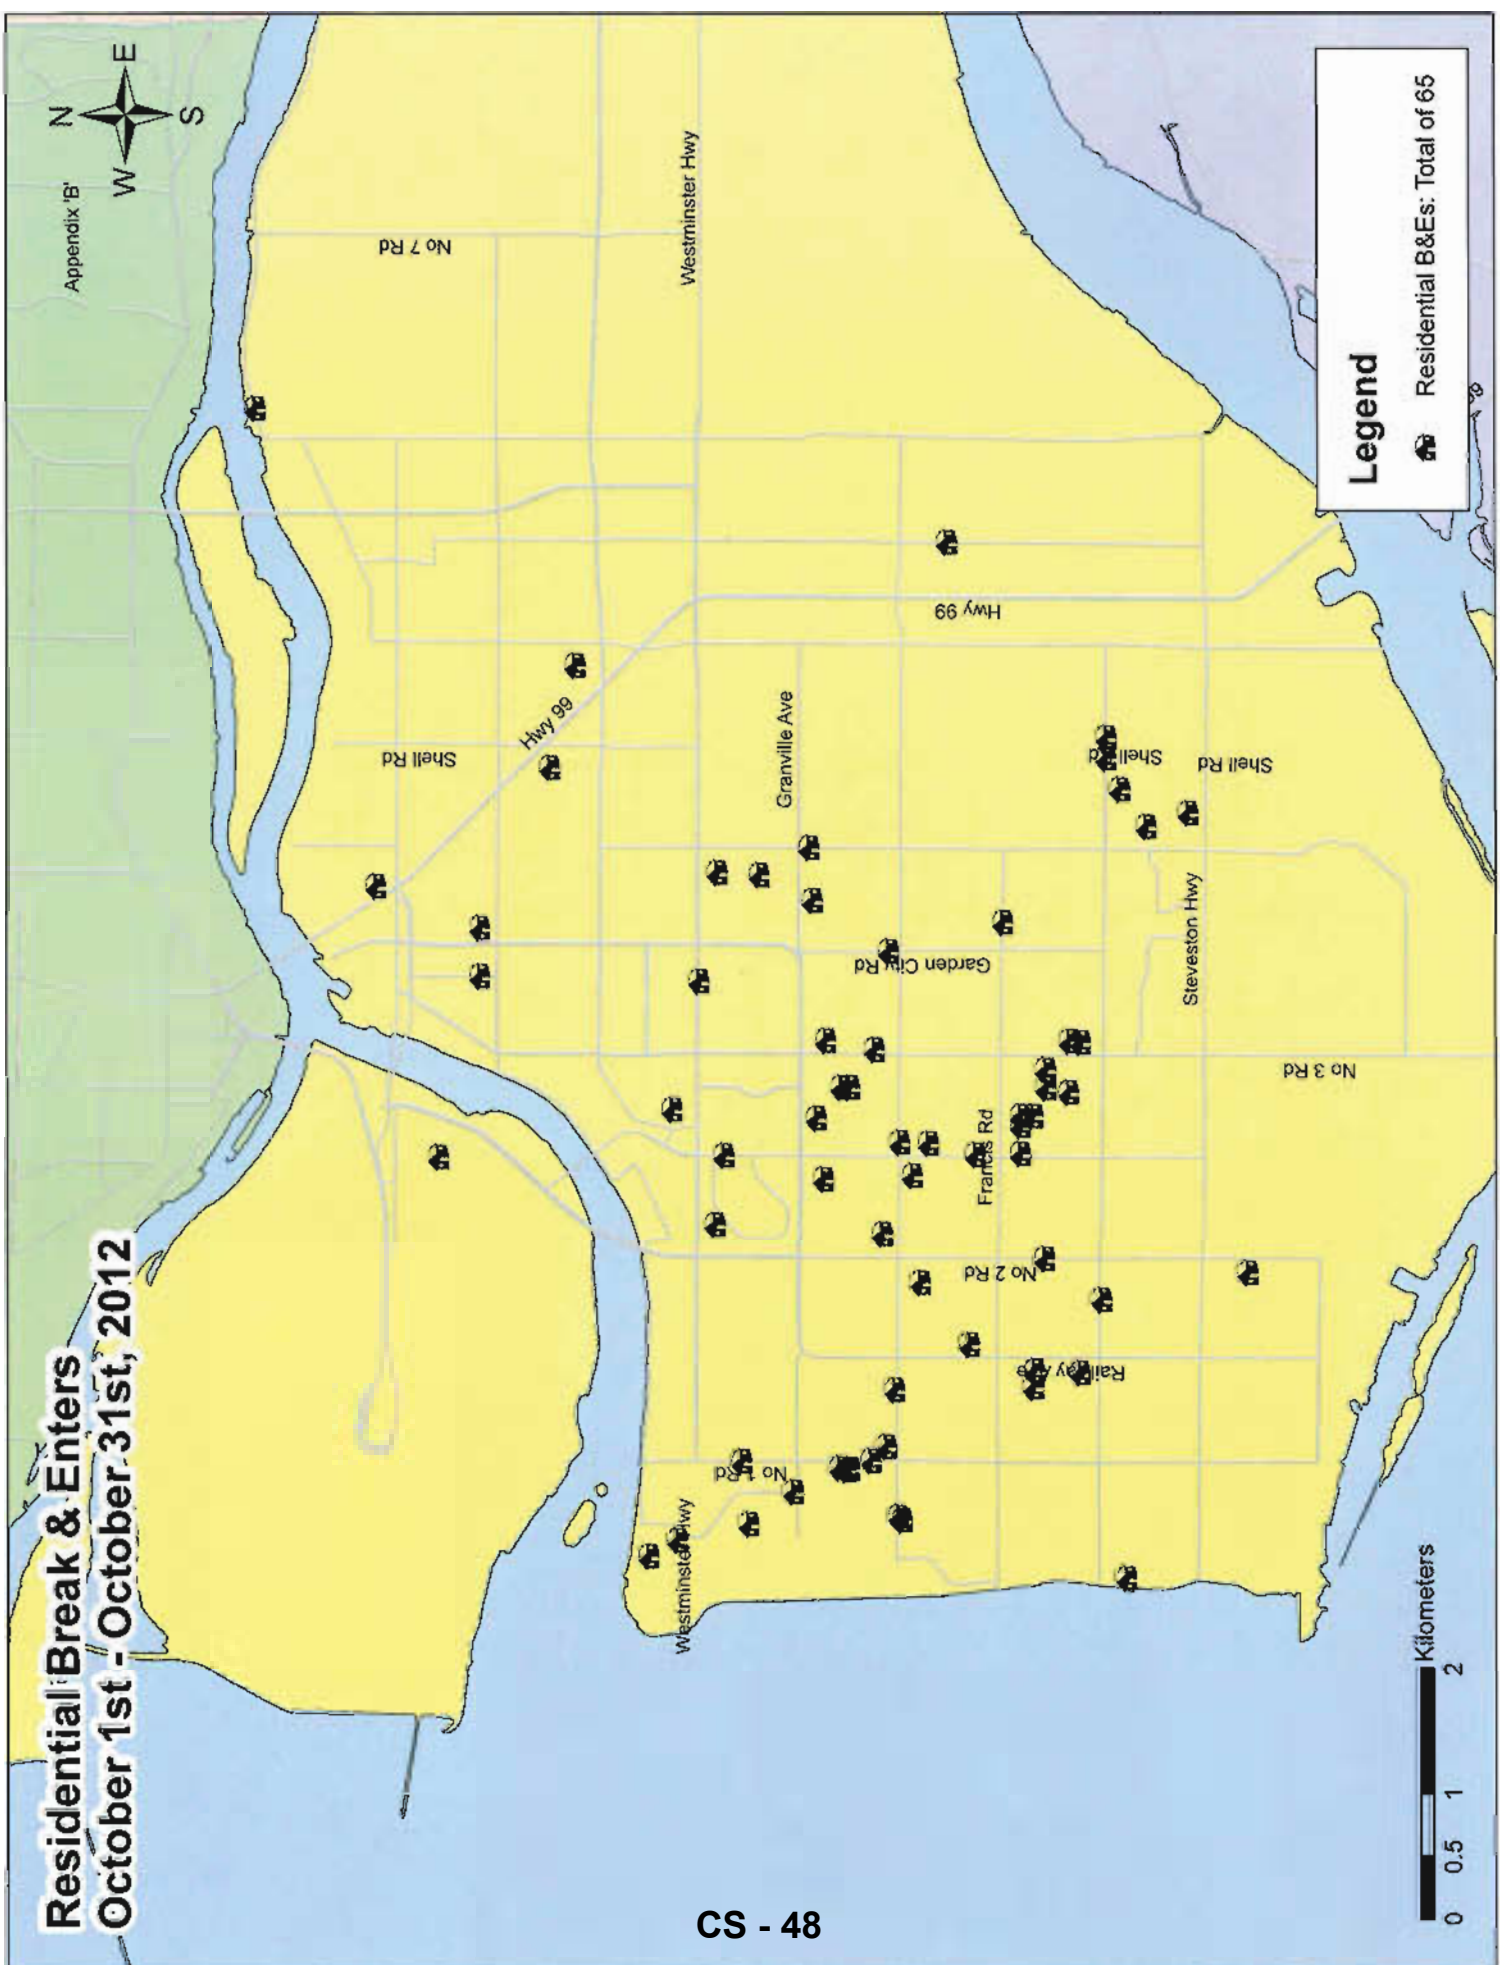 Residential Break & Enters
October 1st - October 31st, 2012
Appendix 'B'
N
W
E
S
No 7 Rd
Westminster Hwy
Hwy 99
Shell Rd
Hwy 99
Granville Ave
Shell Rd
Shell Rd
Garden City Rd
Steveston Hwy
No 3 Rd
Francis Rd
No 2 Rd
Railway Ave
No 1 Rd
Westminster Hwy
Legend
Residential B&Es: Total of 65
0 0.5 1 2
Kilometers
CS - 48